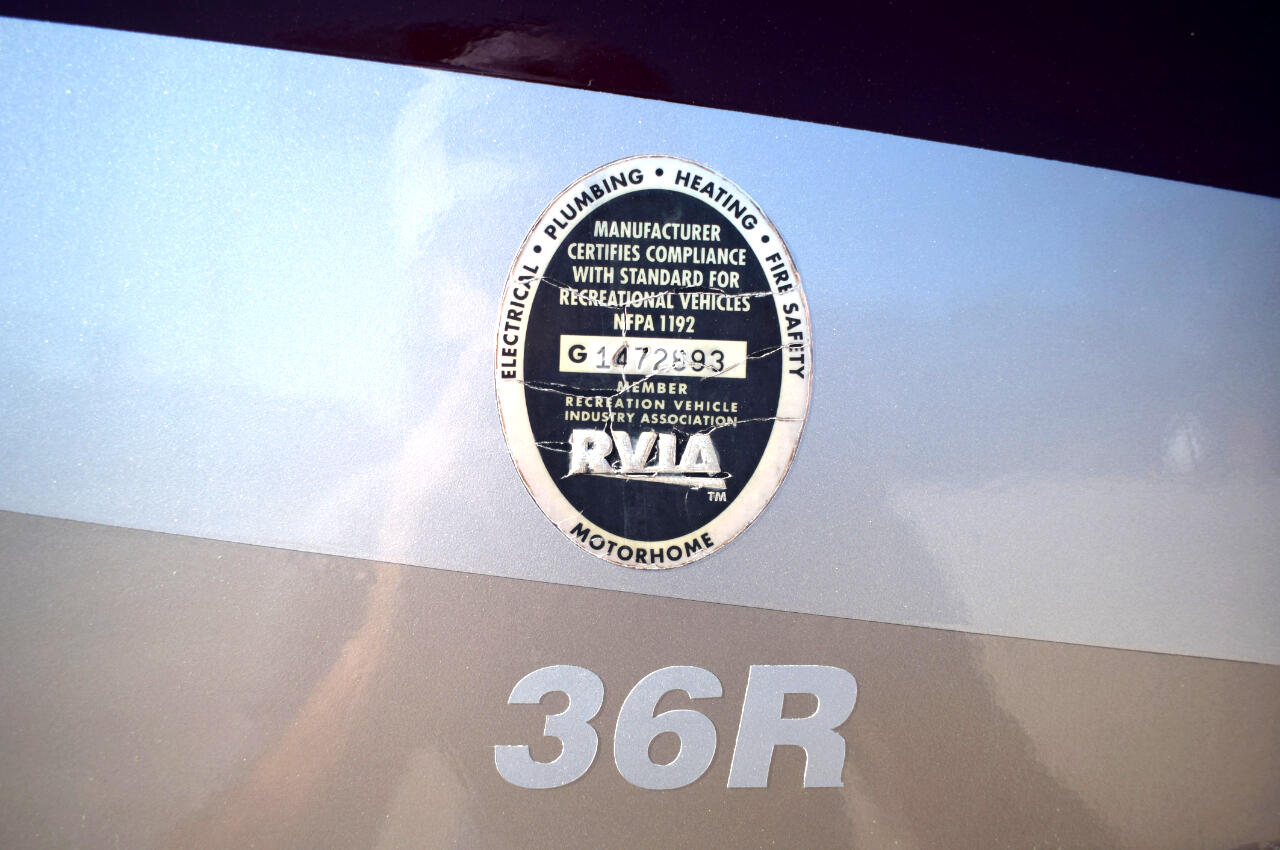 ELECTRICAL • PLUMBING • HEATING • FIRE SAFETY
MANUFACTURER
CERTIFIES COMPLIANCE
WITH STANDARD FOR
RECREATIONAL VEHICLES
NFPA 1192
G 1472893
MEMBER
RECREATION VEHICLE
INDUSTRY ASSOCIATION
RVIA
TM
MOTORHOME
36R